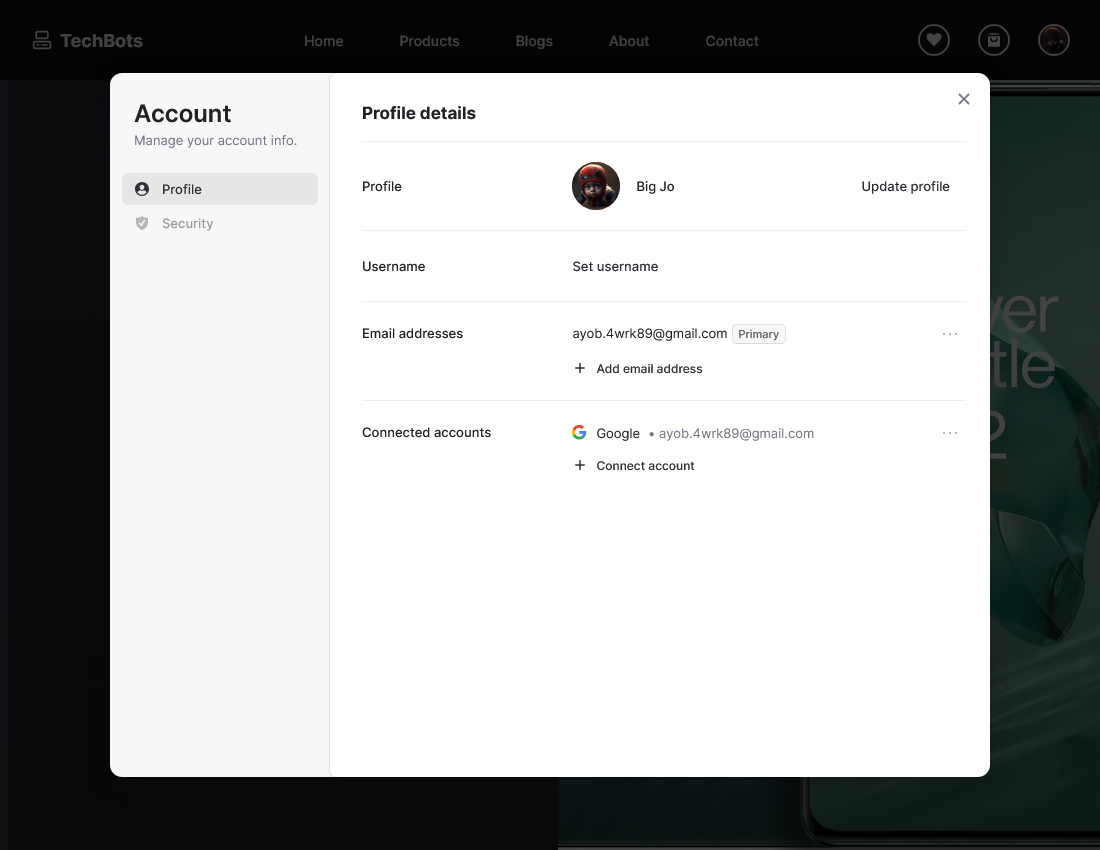 TechBots
Home Products Blogs About Contact
Account
Manage your account info.
Profile
Security
Profile details
Profile Big Jo Update profile
Username Set username
Email addresses ayob.4wrk89@gmail.com Primary ...
+ Add email address
Connected accounts Google • ayob.4wrk89@gmail.com ...
+ Connect account
2